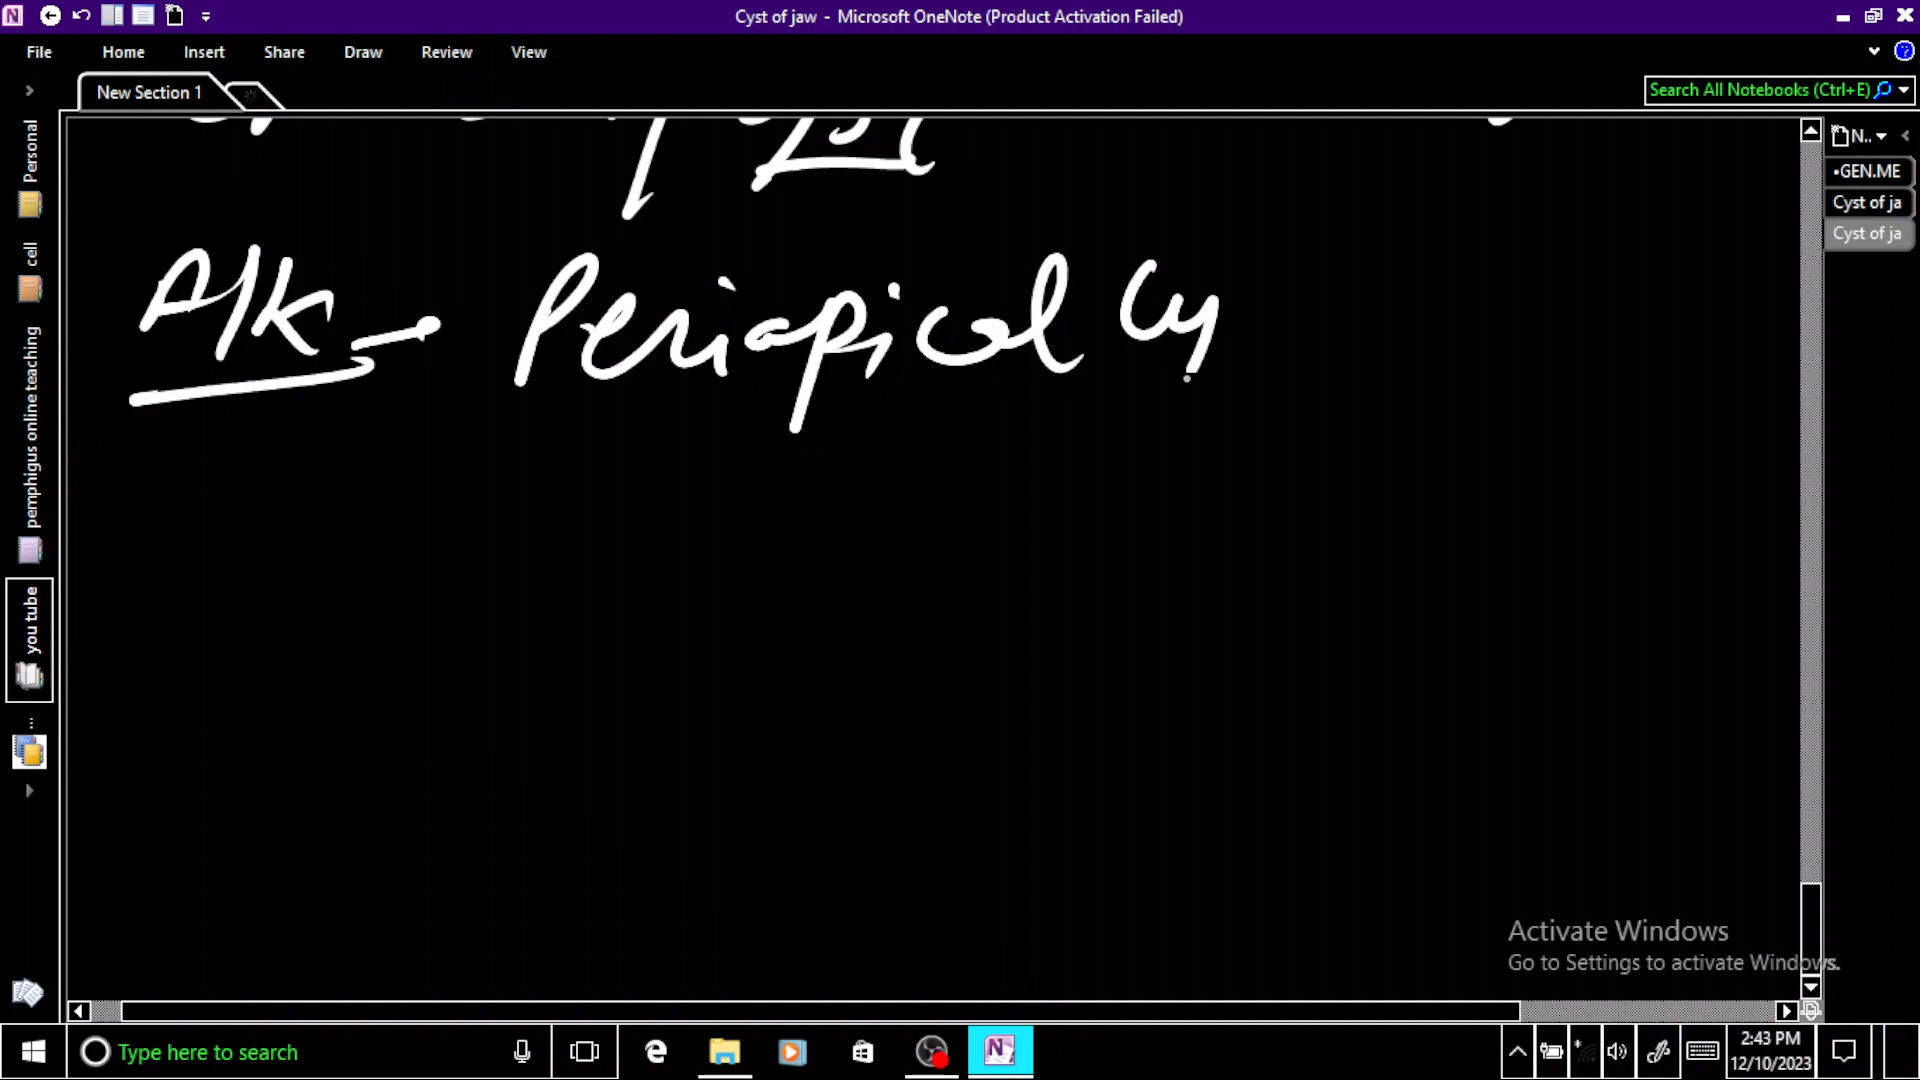 Cyst of jaw - Microsoft OneNote (Product Activation Failed)
File Home Insert Share Draw Review View
New Section 1
Search All Notebooks (Ctrl+E)
N..
•GEN.ME
Cyst of ja
Cyst of ja
Personal
cell
pemphigus online teaching
you tube
A/K - Periapical Cy
Activate Windows
Go to Settings to activate Windows.
Type here to search
2:43 PM
12/10/2023